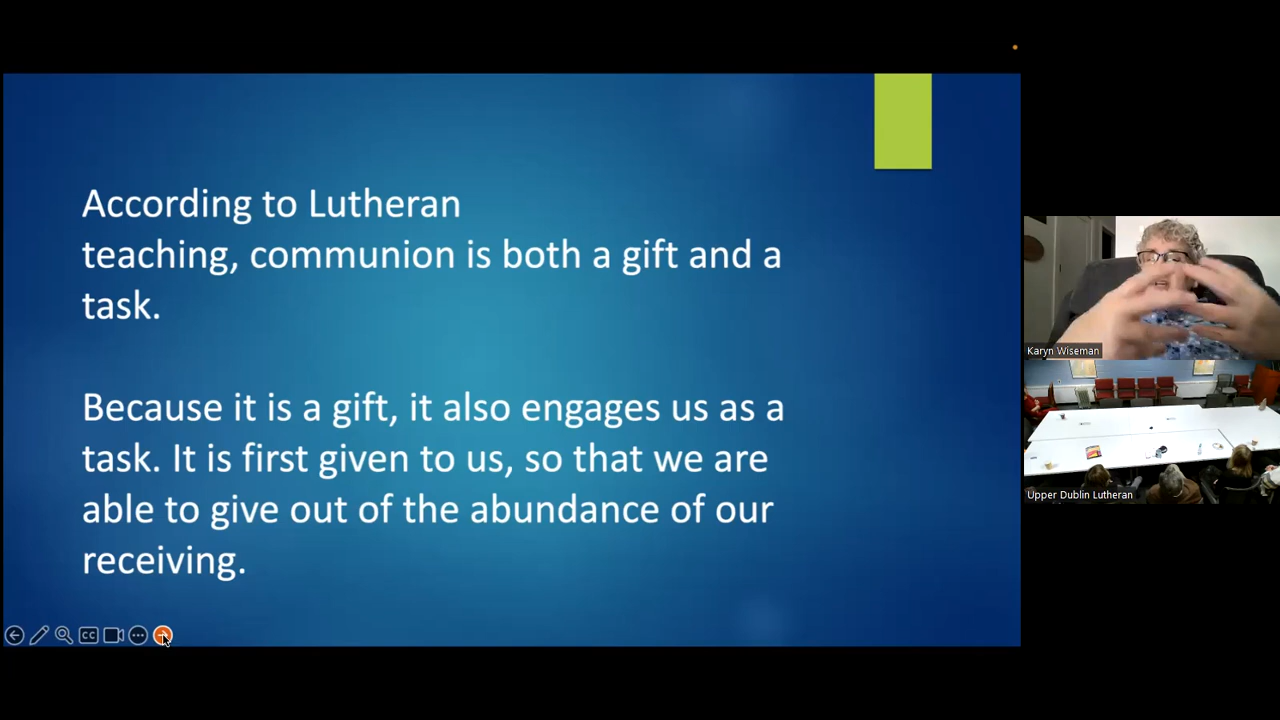 According to Lutheran
teaching, communion is both a gift and a
task.
Because it is a gift, it also engages us as a
task. It is first given to us, so that we are
able to give out of the abundance of our
receiving.
CC
Karyn Wiseman
Upper Dublin Lutheran